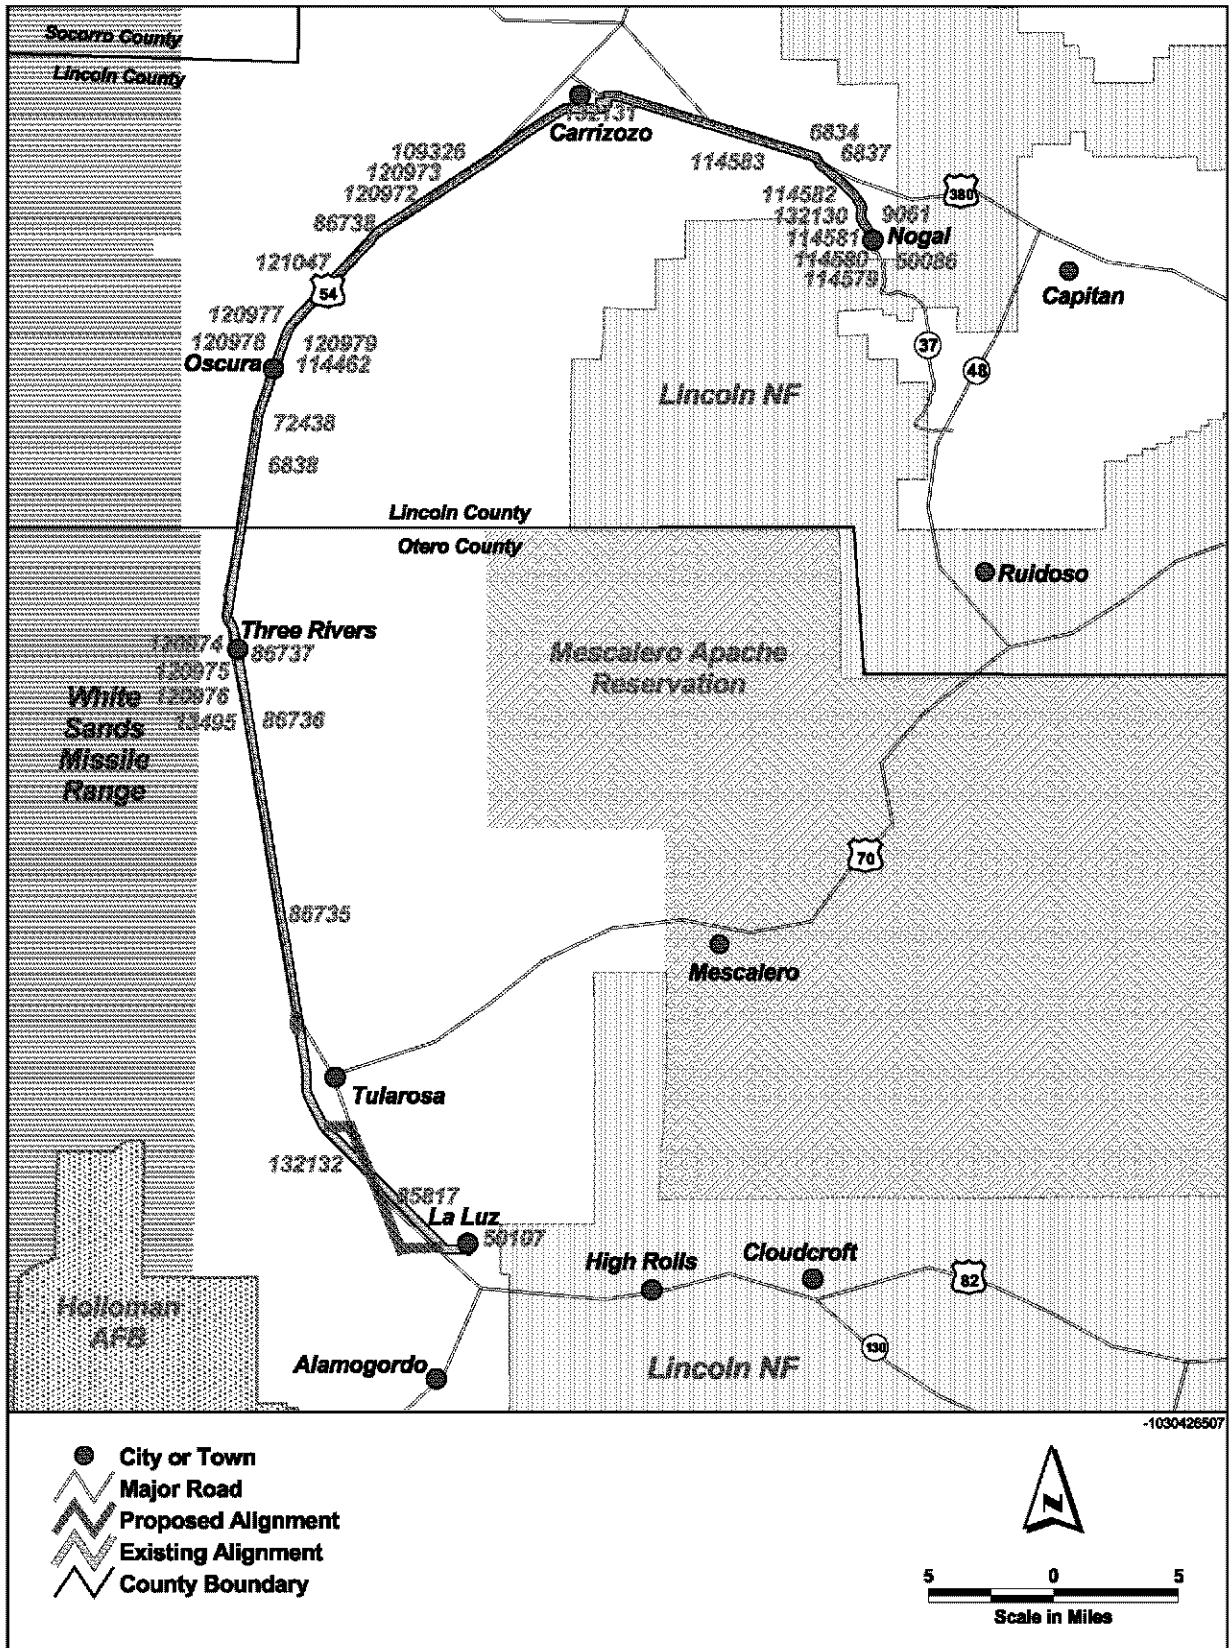 Socorro County
Lincoln County
132131
Carrizozo
109326
120973
120972
86738
121047
54
120977
120978
Oscura
120979
114462
72438
6838
6834
6837
114583
380
114582
132130
114581
114580
114579
9061
Nogal
50086
Capitan
37
48
Lincoln NF
Lincoln County
Otero County
Ruidoso
Three Rivers
120974
86737
120975
120976
13495
86736
White
Sands
Missile
Range
Mescalero Apache
Reservation
70
86735
Mescalero
Tularosa
132132
85817
La Luz
50107
High Rolls
Cloudcroft
82
Holloman
AFB
Alamogordo
Lincoln NF
130
-1030426507
City or Town
Major Road
Proposed Alignment
Existing Alignment
County Boundary
N
5 0 5
Scale in Miles